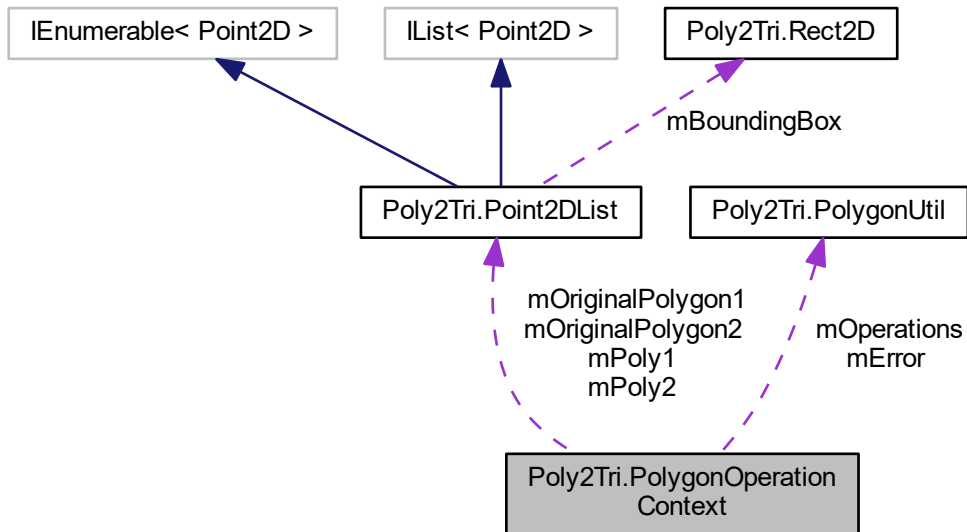 IEnumerable< Point2D >
IList< Point2D >
Poly2Tri.Rect2D
mBoundingBox
Poly2Tri.Point2DList
Poly2Tri.PolygonUtil
mOriginalPolygon1
mOriginalPolygon2
mPoly1
mPoly2
mOperations
mError
Poly2Tri.PolygonOperation
Context